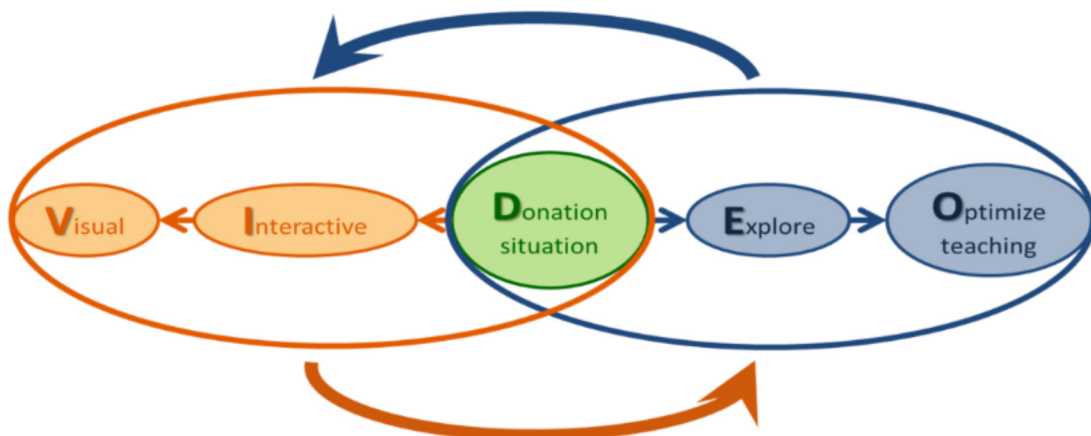 Visual
Interactive
Donation
situation
Explore
Optimize
teaching